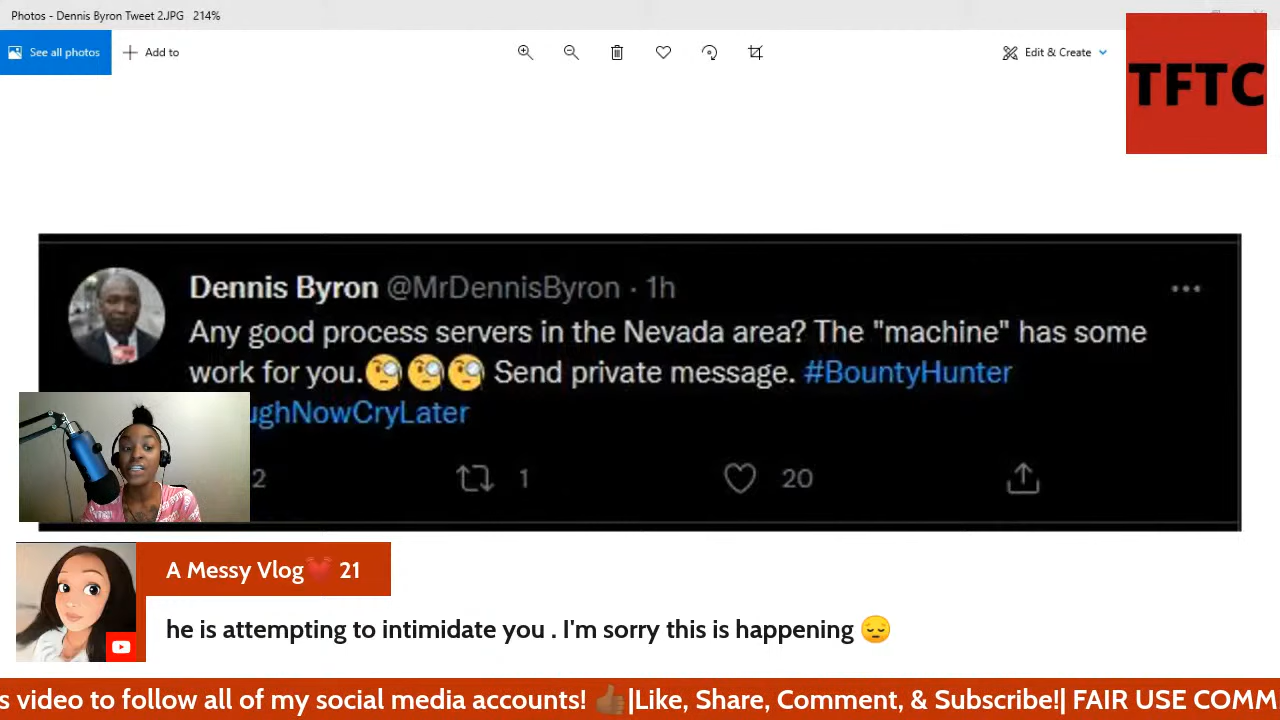 Photos - Dennis Byron Tweet 2.JPG 214%
See all photos
Add to
Edit & Create
TFTC
Dennis Byron @MrDennisByron · 1h
Any good process servers in the Nevada area? The "machine" has some
work for you.🧐🧐🧐 Send private message. #BountyHunter
ughNowCryLater
2 1 20
A Messy Vlog💓 21
he is attempting to intimidate you . I'm sorry this is happening 😔
s video to follow all of my social media accounts! 👍🏾|Like, Share, Comment, & Subscribe!| FAIR USE COMM